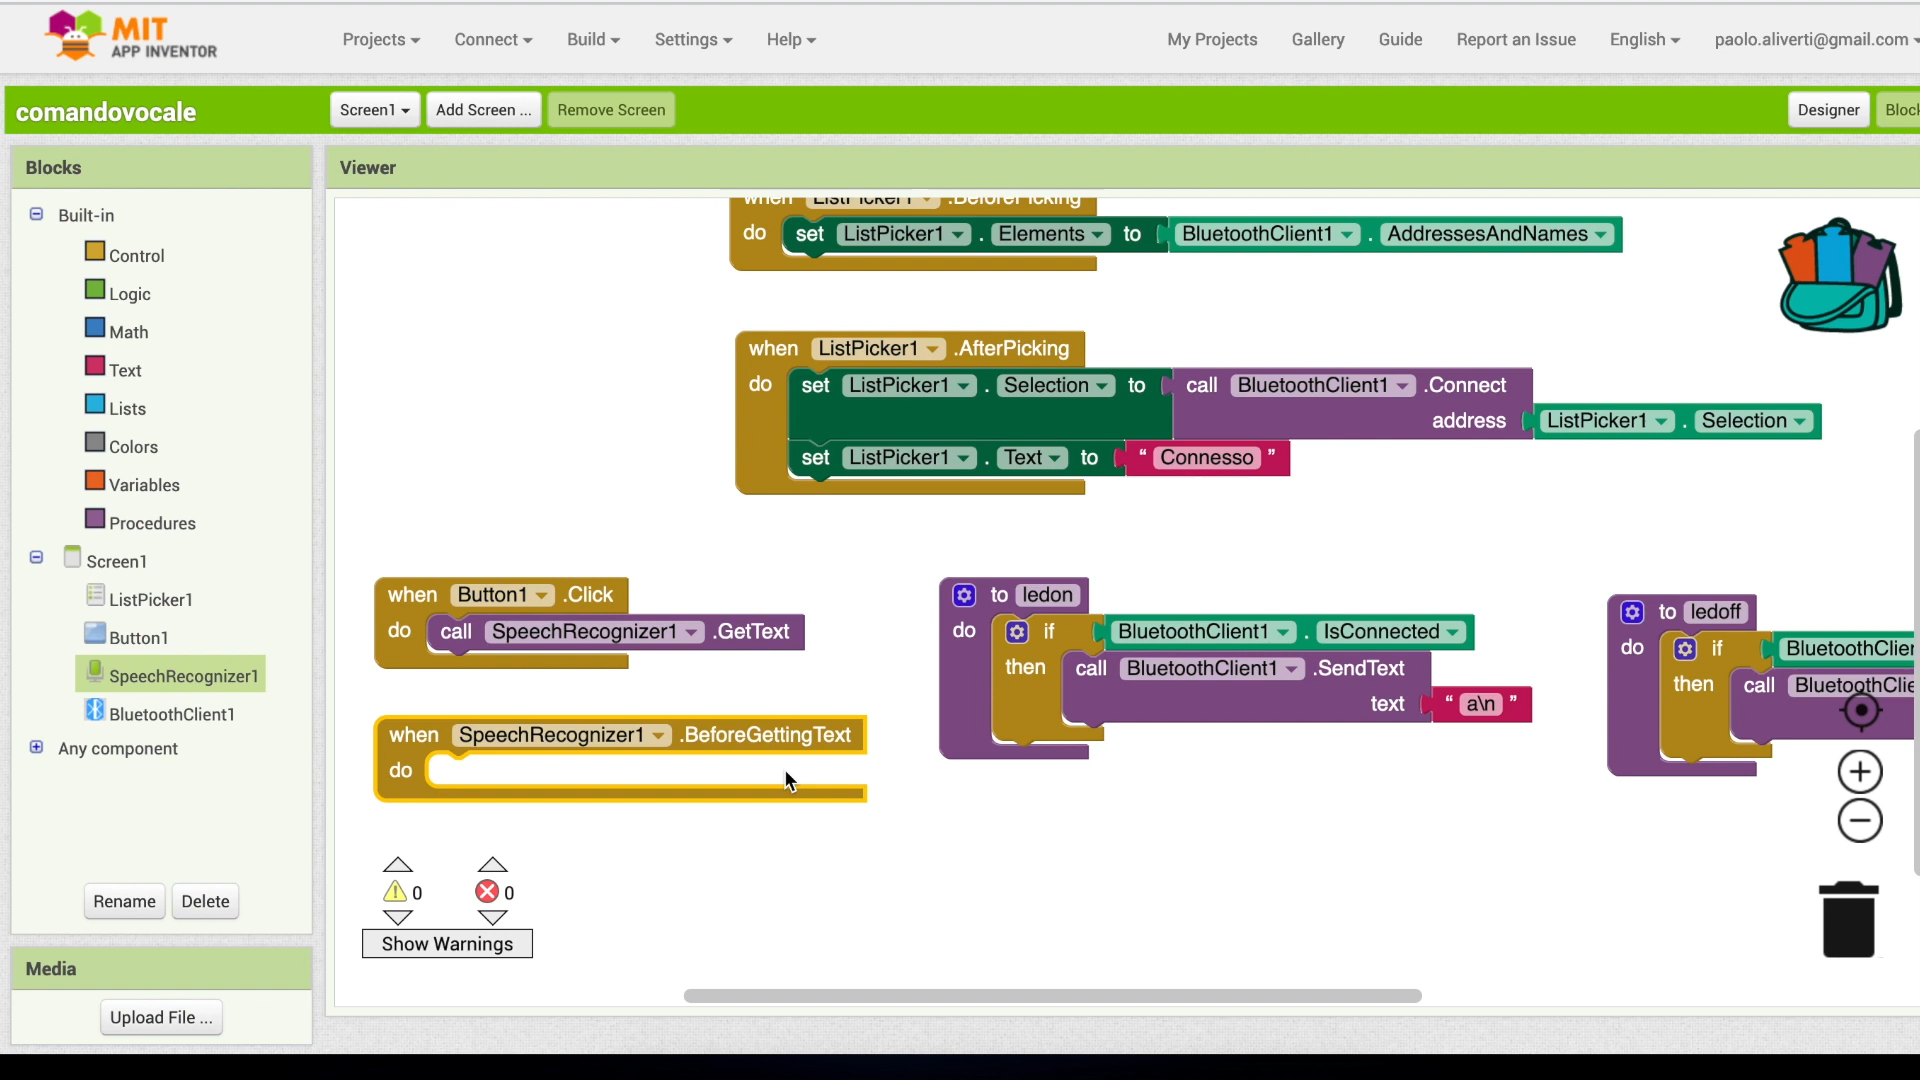 MIT
APP INVENTOR
Projects Connect Build Settings Help My Projects Gallery Guide Report an Issue English paolo.aliverti@gmail.com
comandovocale Screen1 Add Screen ... Remove Screen Designer
Blocks
Viewer
Built-in
Control
Logic
Math
Text
Lists
Colors
Variables
Procedures
Screen1
ListPicker1
Button1
SpeechRecognizer1
BluetoothClient1
Any component
Rename Delete
Media
Upload File ...
when ListPicker1 .BeforePicking
do set ListPicker1 . Elements to BluetoothClient1 . AddressesAndNames
when ListPicker1 .AfterPicking
do set ListPicker1 . Selection to call BluetoothClient1 .Connect
address ListPicker1 . Selection
set ListPicker1 . Text to “ Connesso ”
when Button1 .Click
do call SpeechRecognizer1 .GetText
when SpeechRecognizer1 .BeforeGettingText
do
to ledon
do if BluetoothClient1 . IsConnected
then call BluetoothClient1 .SendText
text “ a\n ”
to ledoff
do if
then call
0 0
Show Warnings